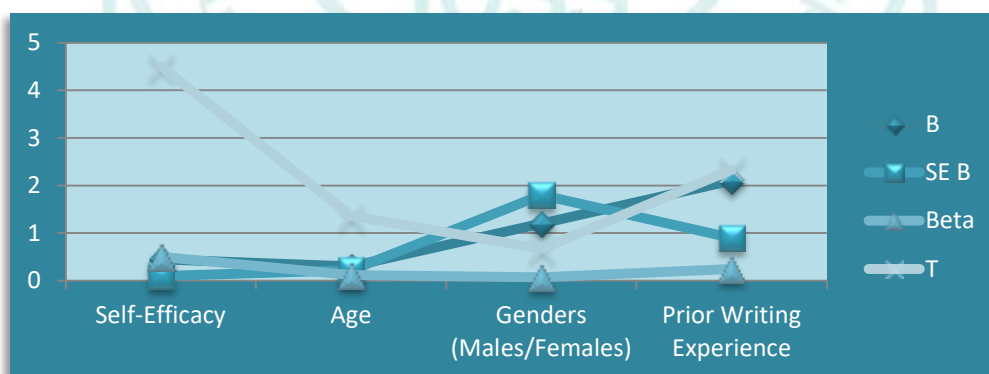 5
4
3
2
1
0
Self-Efficacy
Age
Genders
(Males/Females)
Prior Writing
Experience
B
SE B
Beta
T